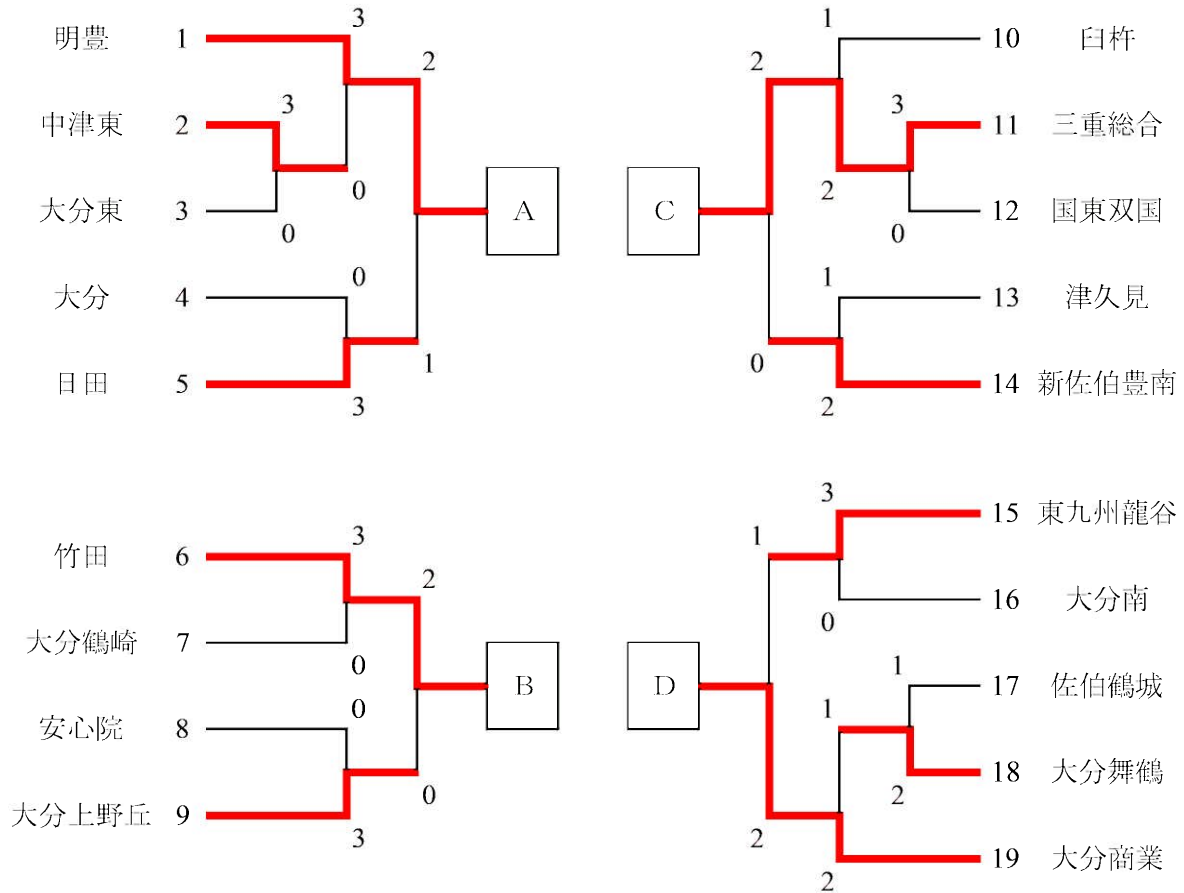 明豊 1 3
2
中津東 2 3
0
大分東 3 0
0
大分 4
1
日田 5 3
A
竹田 6 3
2
大分鶴崎 7 0
0
安心院 8
0
大分上野丘 9 3
B
1 10 臼杵
2
3 11 三重総合
2
0 12 国東双国
1 13 津久見
0
2 14 新佐伯豊南
C
3 15 東九州龍谷
1
0 16 大分南
1 17 佐伯鶴城
1
2 18 大分舞鶴
2
2 19 大分商業
D